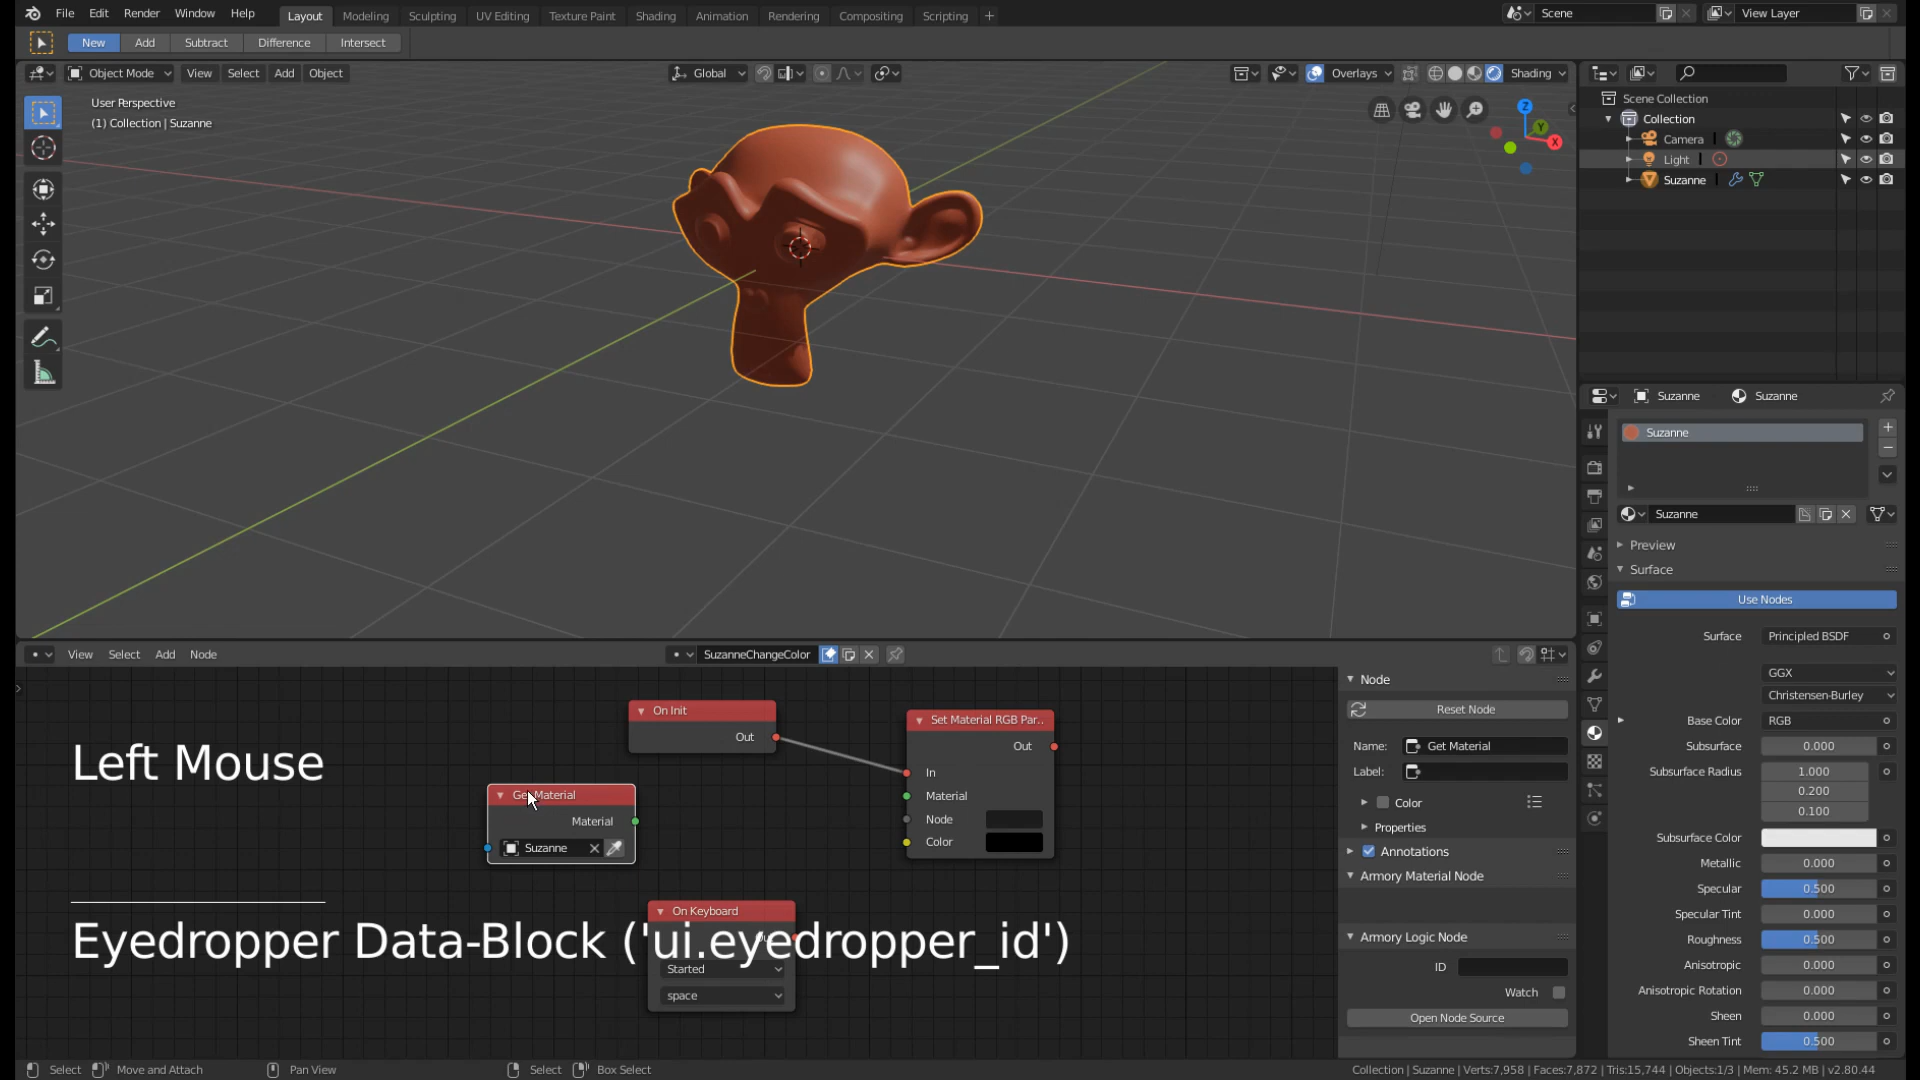 File Edit Render Window Help Layout Modeling Sculpting UV Editing Texture Paint Shading Animation Rendering Compositing Scripting + Scene View Layer
New Add Subtract Difference Intersect
Object Mode View Select Add Object Global Overlays Shading
User Perspective
(1) Collection | Suzanne
Z
Y
X
Scene Collection
Collection
Camera
Light
Suzanne
Suzanne Suzanne
Suzanne
Suzanne
Preview
Surface
Use Nodes
Surface Principled BSDF
GGX
Christensen-Burley
Base Color RGB
Subsurface 0.000
Subsurface Radius 1.000
0.200
0.100
Subsurface Color
Metallic 0.000
Specular 0.500
Specular Tint 0.000
Roughness 0.500
Anisotropic 0.000
Anisotropic Rotation 0.000
Sheen 0.000
Sheen Tint 0.500
View Select Add Node SuzanneChangeColor
On Init
Out
Set Material RGB Par..
Out
In
Material
Node
Color
Left Mouse
Get Material
Material
Suzanne
On Keyboard
Eyedropper Data-Block ('ui.eyedropper_id')
Started
space
Node
Reset Node
Name: Get Material
Label:
Color
Properties
Annotations
Armory Material Node
Armory Logic Node
ID
Watch
Open Node Source
Select Move and Attach Pan View Select Box Select Collection | Suzanne | Verts:7,958 | Faces:7,872 | Tris:15,744 | Objects:1/3 | Mem: 45.2 MB | v2.80.44